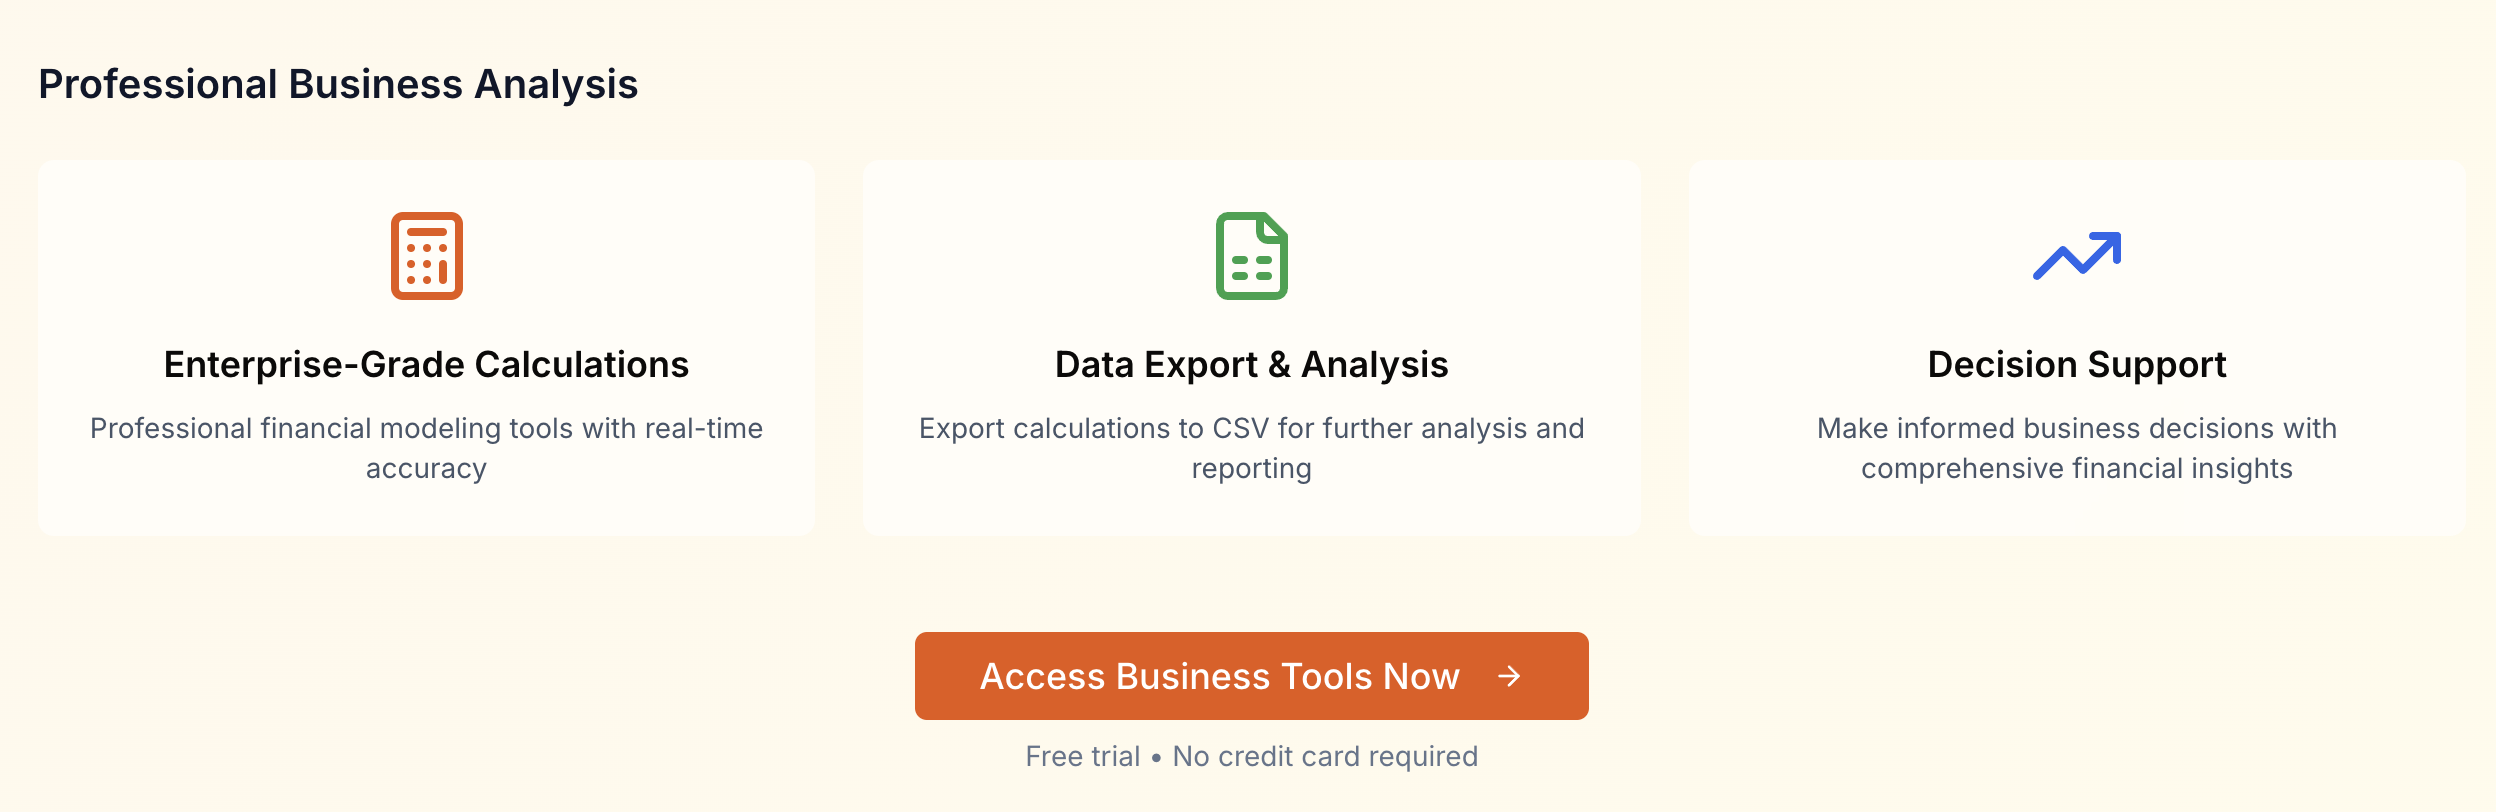 Professional Business Analysis
Enterprise-Grade Calculations
Professional financial modeling tools with real-time
accuracy
Data Export & Analysis
Export calculations to CSV for further analysis and
reporting
Decision Support
Make informed business decisions with
comprehensive financial insights
Access Business Tools Now →
Free trial • No credit card required